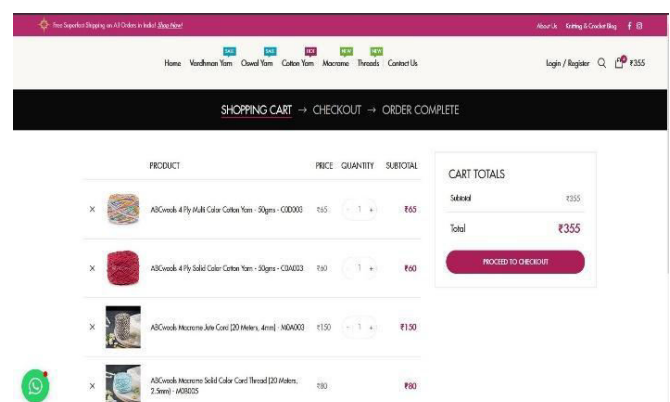 Free Superfast Shipping on All Orders in India! Shop Now!
About Us Knitting & Crochet Blog
SALE SALE HOT NEW NEW
Home Vardhman Yarn Oswal Yarn Cotton Yarn Macrame Threads Contact Us
Login / Register ₹355
SHOPPING CART → CHECKOUT → ORDER COMPLETE
PRODUCT PRICE QUANTITY SUBTOTAL
× ABCwools 4 Ply Multi Color Cotton Yarn - 50gms - COD003 ₹65 - 1 + ₹65
× ABCwools 4 Ply Solid Color Cotton Yarn - 50gms - COA003 ₹60 - 1 + ₹60
× ABCwools Macrame Jute Cord [20 Meters, 4mm] - MOA003 ₹150 - 1 + ₹150
× ABCwools Macrame Solid Color Cord Thread [20 Meters,
2.5mm] - MOB005 ₹80 ₹80
CART TOTALS
Subtotal ₹355
Total ₹355
PROCEED TO CHECKOUT